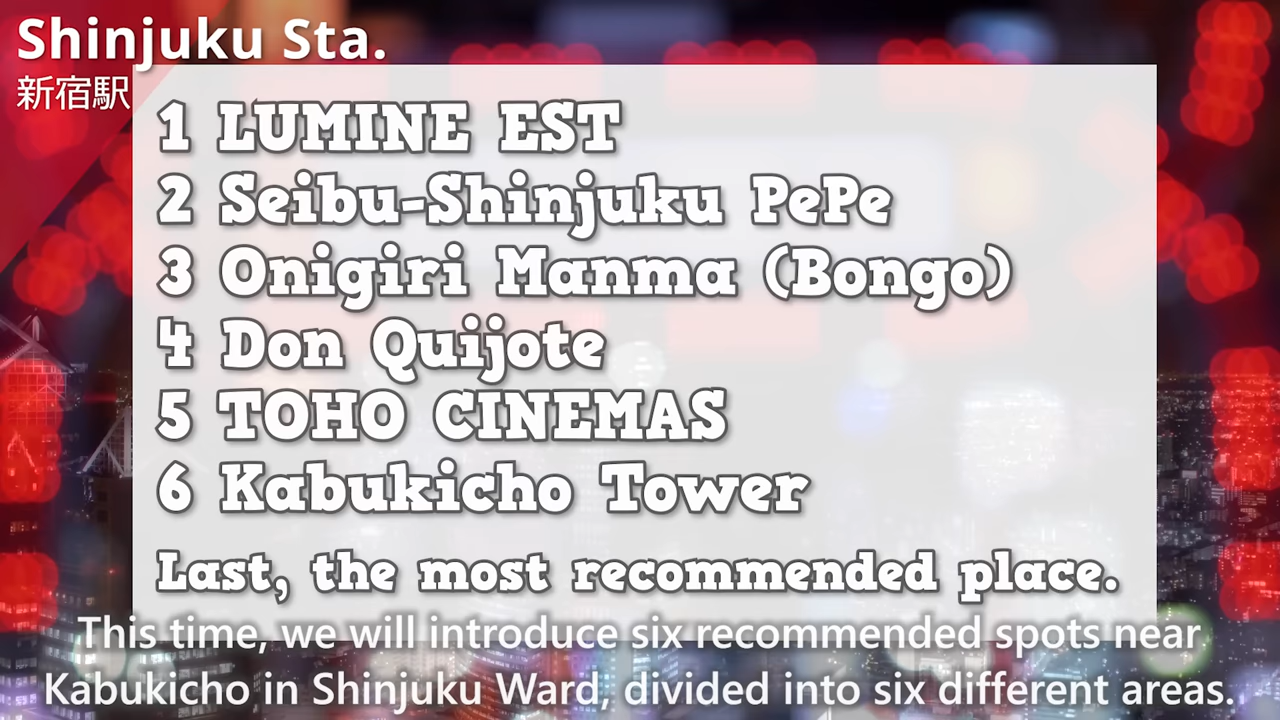 Shinjuku Sta.
新宿駅
1 LUMINE EST
2 Seibu-Shinjuku PePe
3 Onigiri Manma (Bongo)
4 Don Quijote
5 TOHO CINEMAS
6 Kabukicho Tower
Last, the most recommended place.
This time, we will introduce six recommended spots near
Kabukicho in Shinjuku Ward, divided into six different areas.